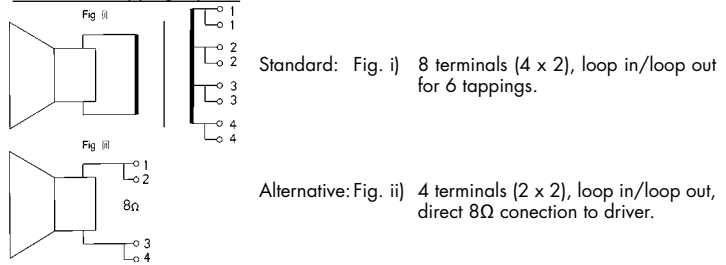 Fig (i)
1
1
2
2
3
3
4
4
Standard: Fig. i) 8 terminals (4 x 2), loop in/loop out
for 6 tappings.
Fig (ii)
1
2
8Ω
3
4
Alternative: Fig. ii) 4 terminals (2 x 2), loop in/loop out,
direct 8Ω conection to driver.